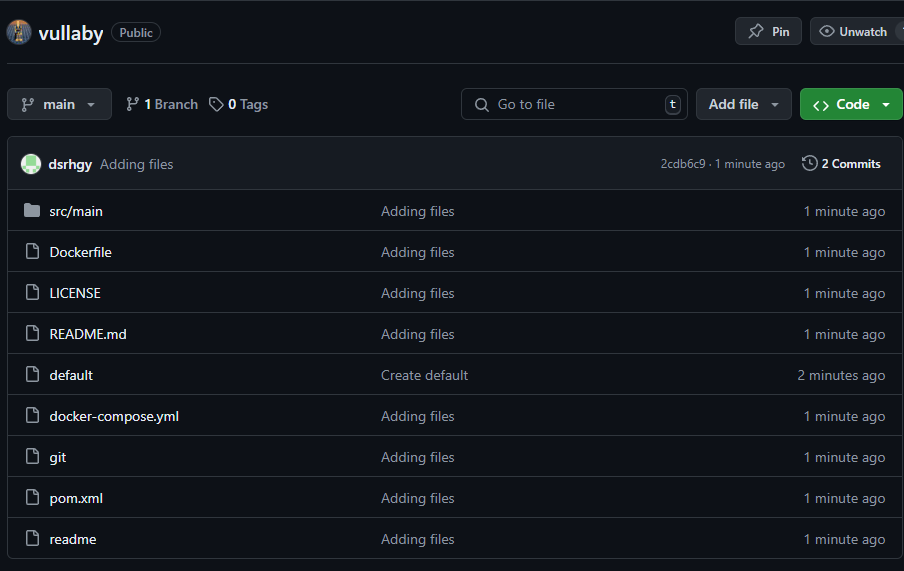 vullaby Public Pin Unwatch
main 1 Branch 0 Tags Go to file t Add file Code
dsrhgy Adding files 2cdb6c9 · 1 minute ago 2 Commits
src/main Adding files 1 minute ago
Dockerfile Adding files 1 minute ago
LICENSE Adding files 1 minute ago
README.md Adding files 1 minute ago
default Create default 2 minutes ago
docker-compose.yml Adding files 1 minute ago
git Adding files 1 minute ago
pom.xml Adding files 1 minute ago
readme Adding files 1 minute ago